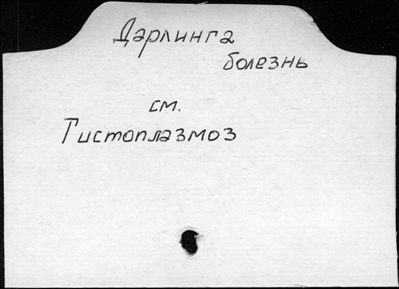 Дарлинга
болезнь
см.
Гистоплазмоз